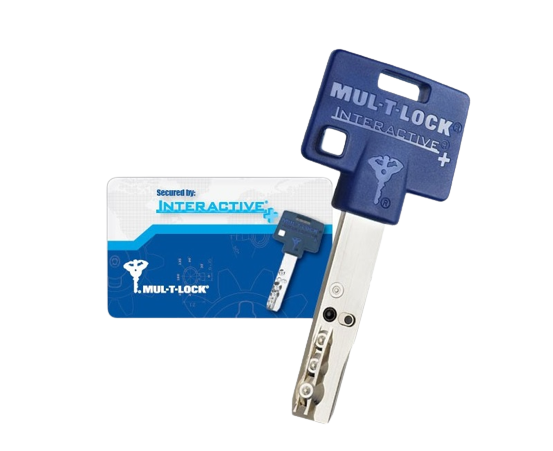 MUL-T-LOCK®
INTERACTIVE®+
®
Secured by:
INTERACTIVE+
MUL-T-LOCK®